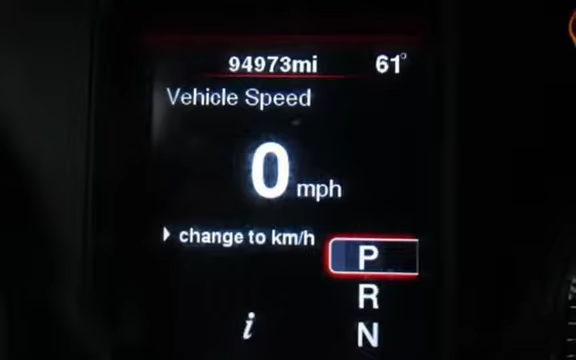 94973mi 61°
Vehicle Speed
0 mph
change to km/h
P
R
i N